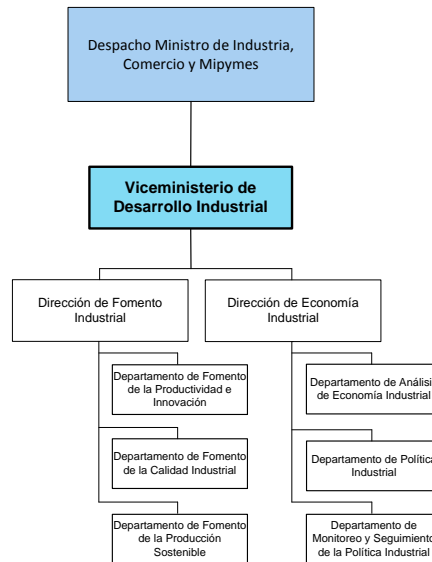 Despacho Ministro de Industria,
Comercio y Mipymes
Viceministerio de
Desarrollo Industrial
Dirección de Fomento
Industrial
Dirección de Economía
Industrial
Departamento de Fomento
de la Productividad e
Innovación
Departamento de Análisis
de Economía Industrial
Departamento de Fomento
de la Calidad Industrial
Departamento de Política
Industrial
Departamento de Fomento
de la Producción
Sostenible
Departamento de
Monitoreo y Seguimiento
de la Política Industrial